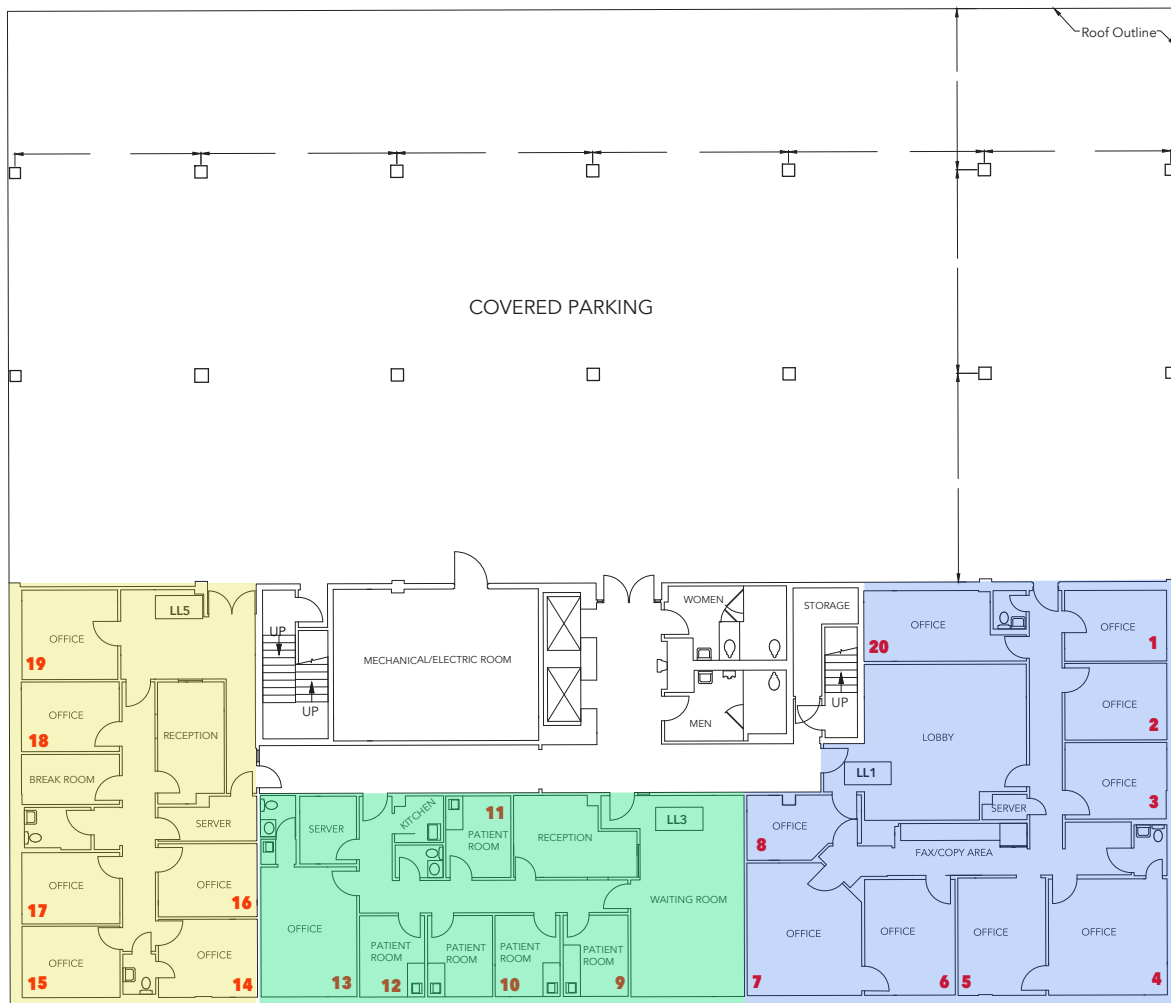 Roof Outline
COVERED PARKING
LL5
OFFICE
19
UP
UP
MECHANICAL/ELECTRIC ROOM
WOMEN
MEN
STORAGE
UP
OFFICE
20
OFFICE
1
OFFICE
18
RECEPTION
BREAK ROOM
LOBBY
OFFICE
2
LL1
OFFICE
3
SERVER
SERVER
SERVER
KITCHEN
11
PATIENT
ROOM
RECEPTION
LL3
OFFICE
8
FAX/COPY AREA
OFFICE
17
OFFICE
16
OFFICE
13
WAITING ROOM
OFFICE
15
OFFICE
14
PATIENT
ROOM
12
PATIENT
ROOM
PATIENT
ROOM
10
PATIENT
ROOM
9
OFFICE
7
OFFICE
6
OFFICE
5
OFFICE
4